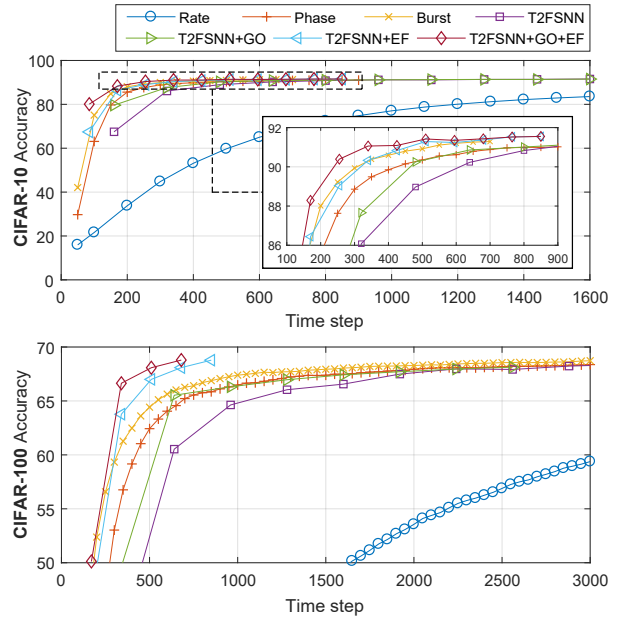 Rate Phase Burst T2FSNN
T2FSNN+GO T2FSNN+EF T2FSNN+GO+EF
CIFAR-10 Accuracy
100
80
60
40
20
0
0 200 400 600 800 1000 1200 1400 1600
Time step
92
90
88
86
100 200 300 400 500 600 700 800 900
CIFAR-100 Accuracy
70
65
60
55
50
0 500 1000 1500 2000 2500 3000
Time step